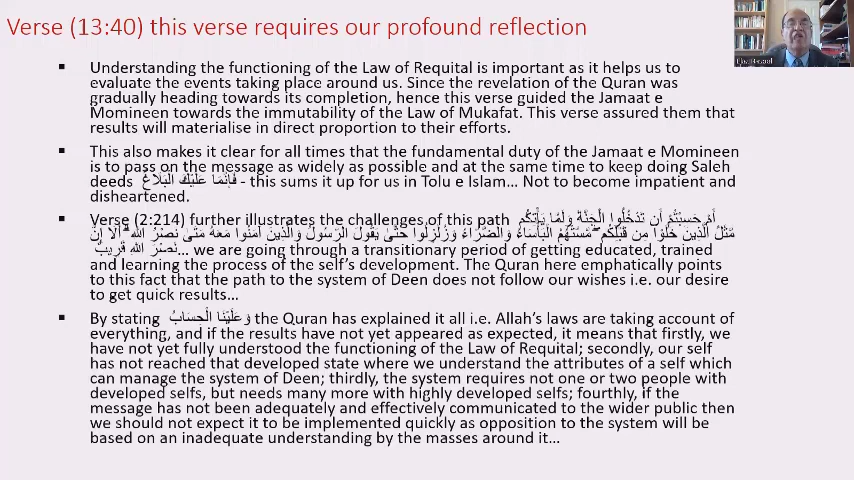 Verse (13:40) this verse requires our profound reflection
▪ Understanding the functioning of the Law of Requital is important as it helps us to
evaluate the events taking place around us. Since the revelation of the Quran was
gradually heading towards its completion, hence this verse guided the Jamaat e
Momineen towards the immutability of the Law of Mukafat. This verse assured them that
results will materialise in direct proportion to their efforts.
▪ This also makes it clear for all times that the fundamental duty of the Jamaat e Momineen
is to pass on the message as widely as possible and at the same time to keep doing Saleh
deeds فَإِنَّمَا عَلَيْكَ الْبَلَاغُ - this sums it up for us in Tolu e Islam... Not to become impatient and
disheartened.
▪ Verse (2:214) further illustrates the challenges of this path أَمْ حَسِبْتُمْ أَن تَدْخُلُوا الْجَنَّةَ وَلَمَّا يَأْتِكُم
مَّثَلُ الَّذِينَ خَلَوْا مِن قَبْلِكُم ۖ مَّسَّتْهُمُ الْبَأْسَاءُ وَالضَّرَّاءُ وَزُلْزِلُوا حَتَّىٰ يَقُولَ الرَّسُولُ وَالَّذِينَ آمَنُوا مَعَهُ مَتَىٰ نَصْرُ اللَّهِ ۗ أَلَا إِنَّ
نَصْرَ اللَّهِ قَرِيبٌ... we are going through a transitionary period of getting educated, trained
and learning the process of the self's development. The Quran here emphatically points
to this fact that the path to the system of Deen does not follow our wishes i.e. our desire
to get quick results...
▪ By stating وَعَلَيْنَا الْحِسَابُ the Quran has explained it all i.e. Allah's laws are taking account of
everything, and if the results have not yet appeared as expected, it means that firstly, we
have not yet fully understood the functioning of the Law of Requital; secondly, our self
has not reached that developed state where we understand the attributes of a self which
can manage the system of Deen; thirdly, the system requires not one or two people with
developed selfs, but needs many more with highly developed selfs; fourthly, if the
message has not been adequately and effectively communicated to the wider public then
we should not expect it to be implemented quickly as opposition to the system will be
based on an inadequate understanding by the masses around it...